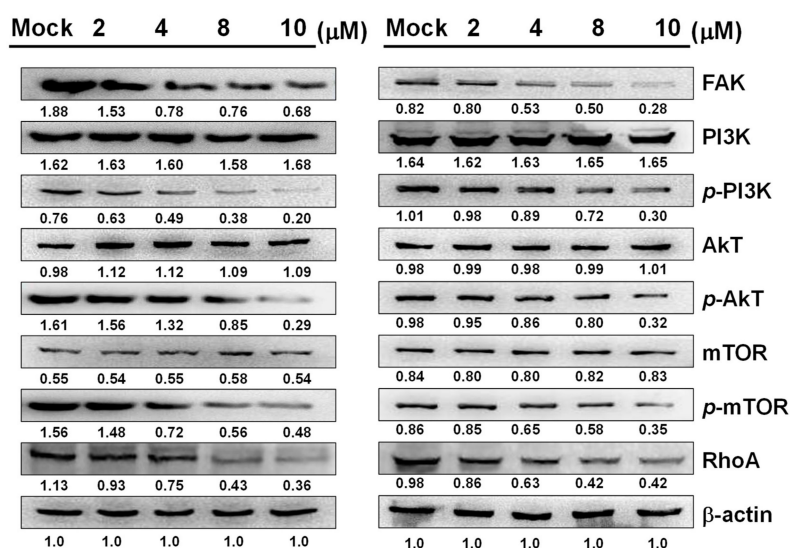 Mock 2 4 8 10 (μM) Mock 2 4 8 10 (μM)
FAK
1.88 1.53 0.78 0.76 0.68 0.82 0.80 0.53 0.50 0.28
PI3K
1.62 1.63 1.60 1.58 1.68 1.64 1.62 1.63 1.65 1.65
p-PI3K
0.76 0.63 0.49 0.38 0.20 1.01 0.98 0.89 0.72 0.30
AkT
0.98 1.12 1.12 1.09 1.09 0.98 0.99 0.98 0.99 1.01
p-AkT
1.61 1.56 1.32 0.85 0.29 0.98 0.95 0.86 0.80 0.32
mTOR
0.55 0.54 0.55 0.58 0.54 0.84 0.80 0.80 0.82 0.83
p-mTOR
1.56 1.48 0.72 0.56 0.48 0.86 0.85 0.65 0.58 0.35
RhoA
1.13 0.93 0.75 0.43 0.36 0.98 0.86 0.63 0.42 0.42
β-actin
1.0 1.0 1.0 1.0 1.0 1.0 1.0 1.0 1.0 1.0